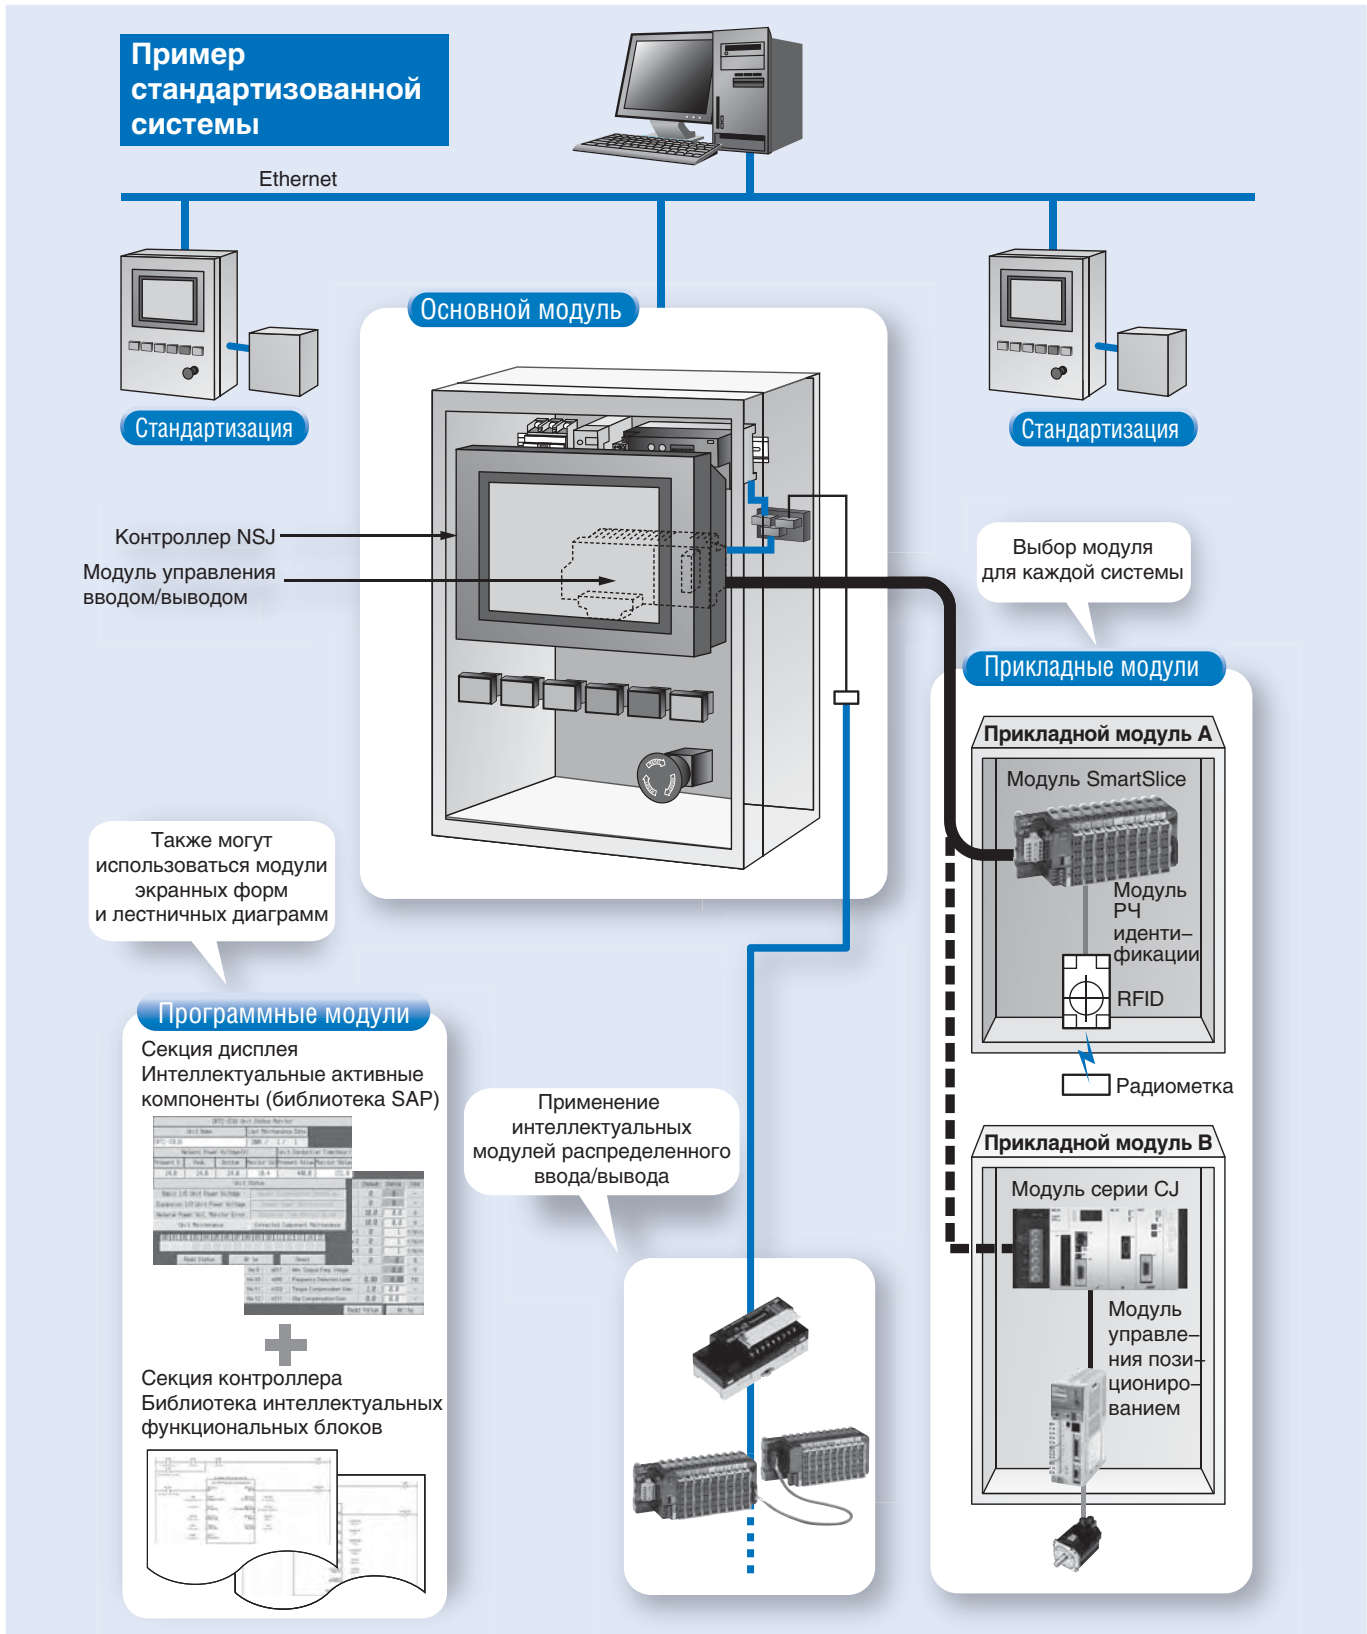 Пример
стандартизованной
системы
Ethernet
Основной модуль
Стандартизация
Стандартизация
Контроллер NSJ
Модуль управления
вводом/выводом
Выбор модуля
для каждой системы
Прикладные модули
Прикладной модуль A
Модуль SmartSlice
Модуль
РЧ
иденти–
фикации
RFID
Радиометка
Также могут
использоваться модули
экранных форм
и лестничных диаграмм
Программные модули
Секция дисплея
Интеллектуальные активные
компоненты (библиотека SAP)
Секция контроллера
Библиотека интеллектуальных
функциональных блоков
Применение
интеллектуальных
модулей распределенного
ввода/вывода
Прикладной модуль B
Модуль серии CJ
Модуль
управле–
ния пози–
циониро–
ванием